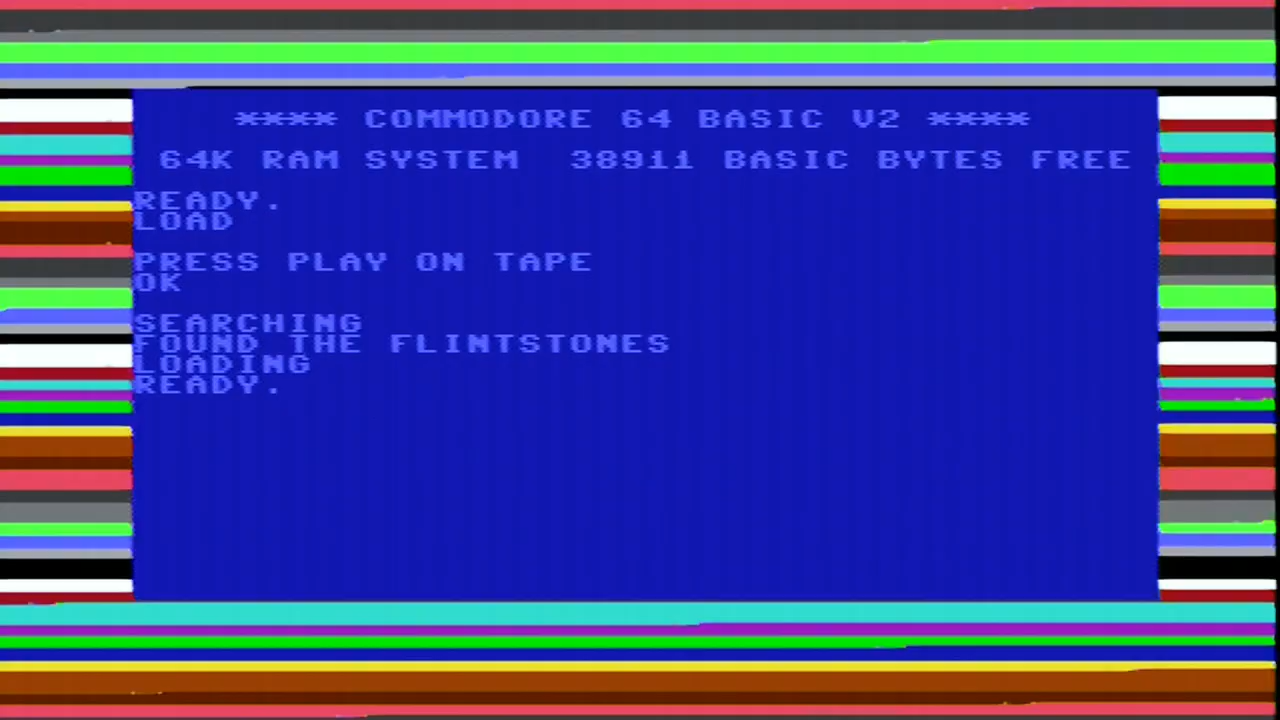 **** COMMODORE 64 BASIC V2 ****
64K RAM SYSTEM  38911 BASIC BYTES FREE
READY.
LOAD
PRESS PLAY ON TAPE
OK
SEARCHING
FOUND THE FLINTSTONES
LOADING
READY.